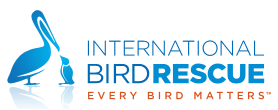 INTERNATIONAL
BIRDRESCUE
EVERY BIRD MATTERS™